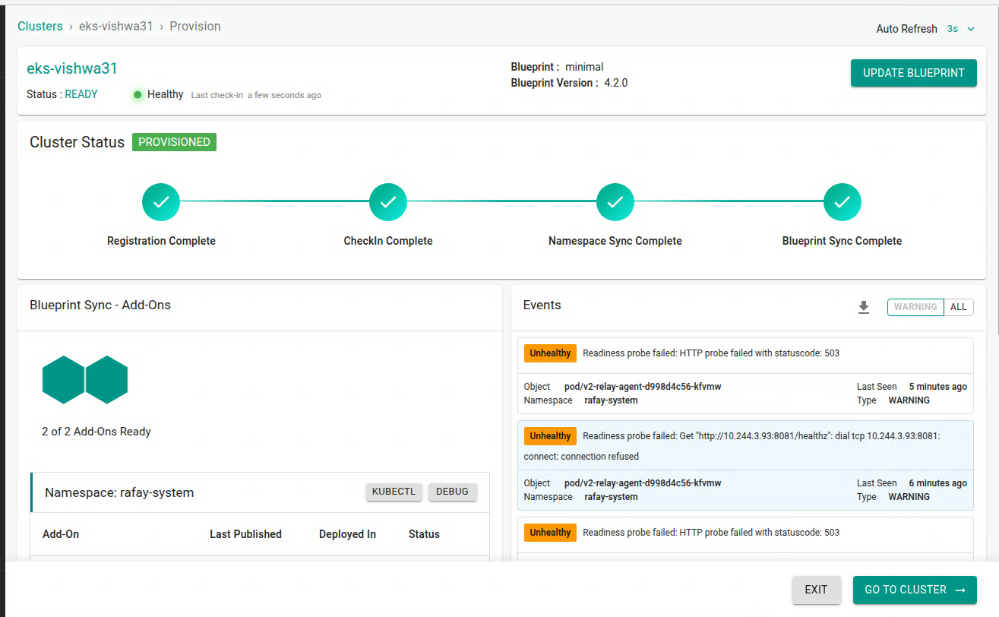 Clusters › eks-vishwa31 › Provision
Auto Refresh 3s
eks-vishwa31
Status : READY Healthy Last check-in a few seconds ago
Blueprint : minimal
Blueprint Version : 4.2.0
UPDATE BLUEPRINT
Cluster Status PROVISIONED
Registration Complete CheckIn Complete Namespace Sync Complete Blueprint Sync Complete
Blueprint Sync - Add-Ons
2 of 2 Add-Ons Ready
Namespace: rafay-system KUBECTL DEBUG
Add-On Last Published Deployed In Status
Events WARNING ALL
Unhealthy Readiness probe failed: HTTP probe failed with statuscode: 503
Object pod/v2-relay-agent-d998d4c56-kfvmw Last Seen 5 minutes ago
Namespace rafay-system Type WARNING
Unhealthy Readiness probe failed: Get "http://10.244.3.93:8081/healthz": dial tcp 10.244.3.93:8081:
connect: connection refused
Object pod/v2-relay-agent-d998d4c56-kfvmw Last Seen 6 minutes ago
Namespace rafay-system Type WARNING
Unhealthy Readiness probe failed: HTTP probe failed with statuscode: 503
EXIT GO TO CLUSTER →